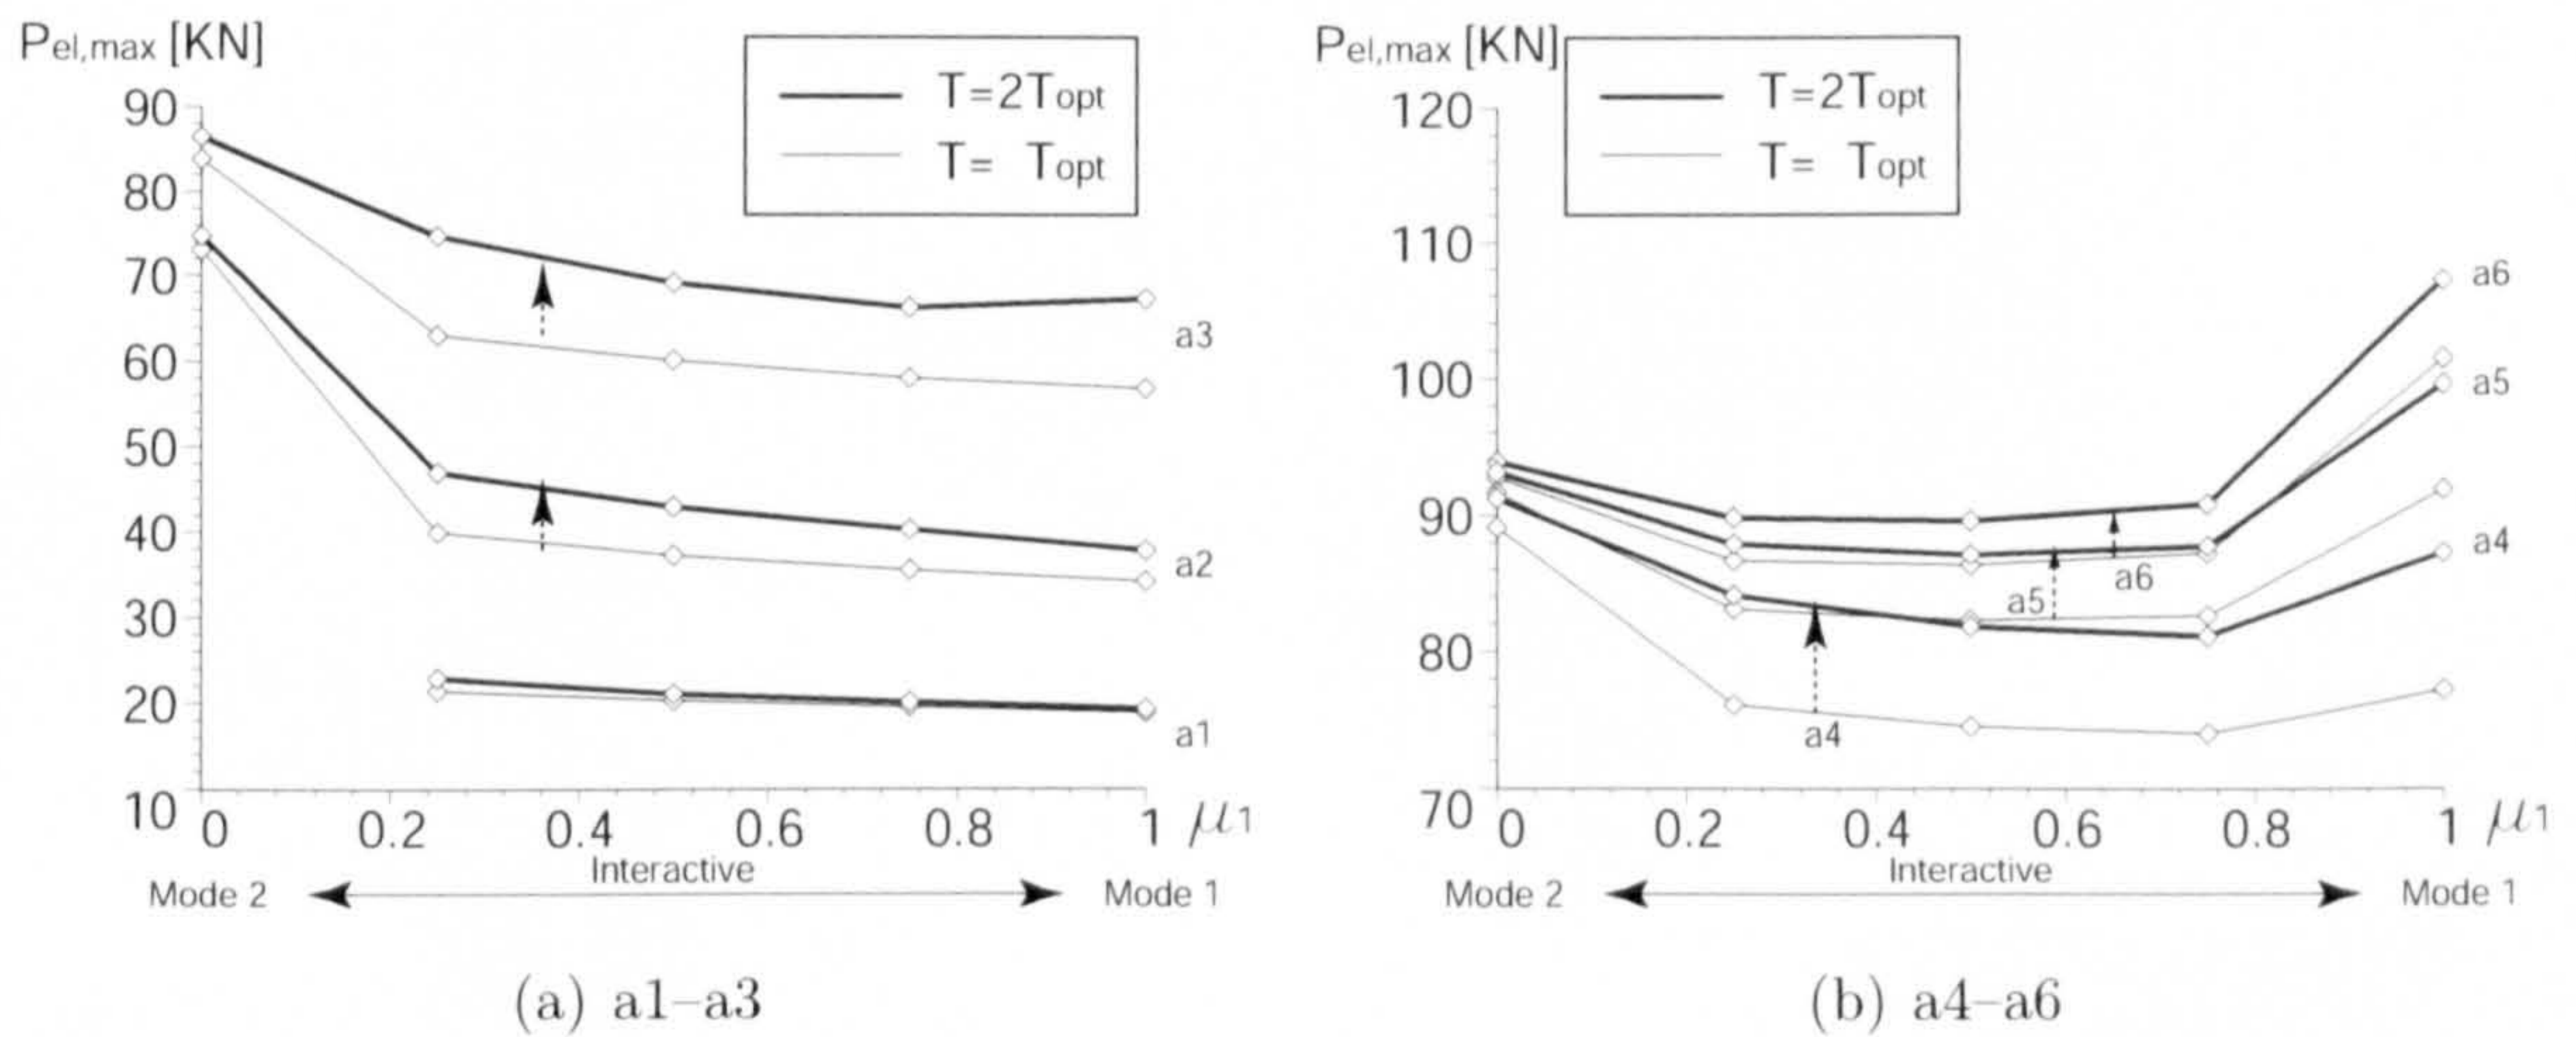 Pel,max [KN]
T=2Topt
T= Topt
90
80
70
60
50
40
30
20
10
a3
a2
a1
0 0.2 0.4 0.6 0.8 1 μ1
Interactive
Mode 2 Mode 1
(a) a1–a3
Pel,max [KN]
T=2Topt
T= Topt
120
110
100
90
80
70
a6
a5
a4
a6
a5
a4
0 0.2 0.4 0.6 0.8 1 μ1
Interactive
Mode 2 Mode 1
(b) a4–a6